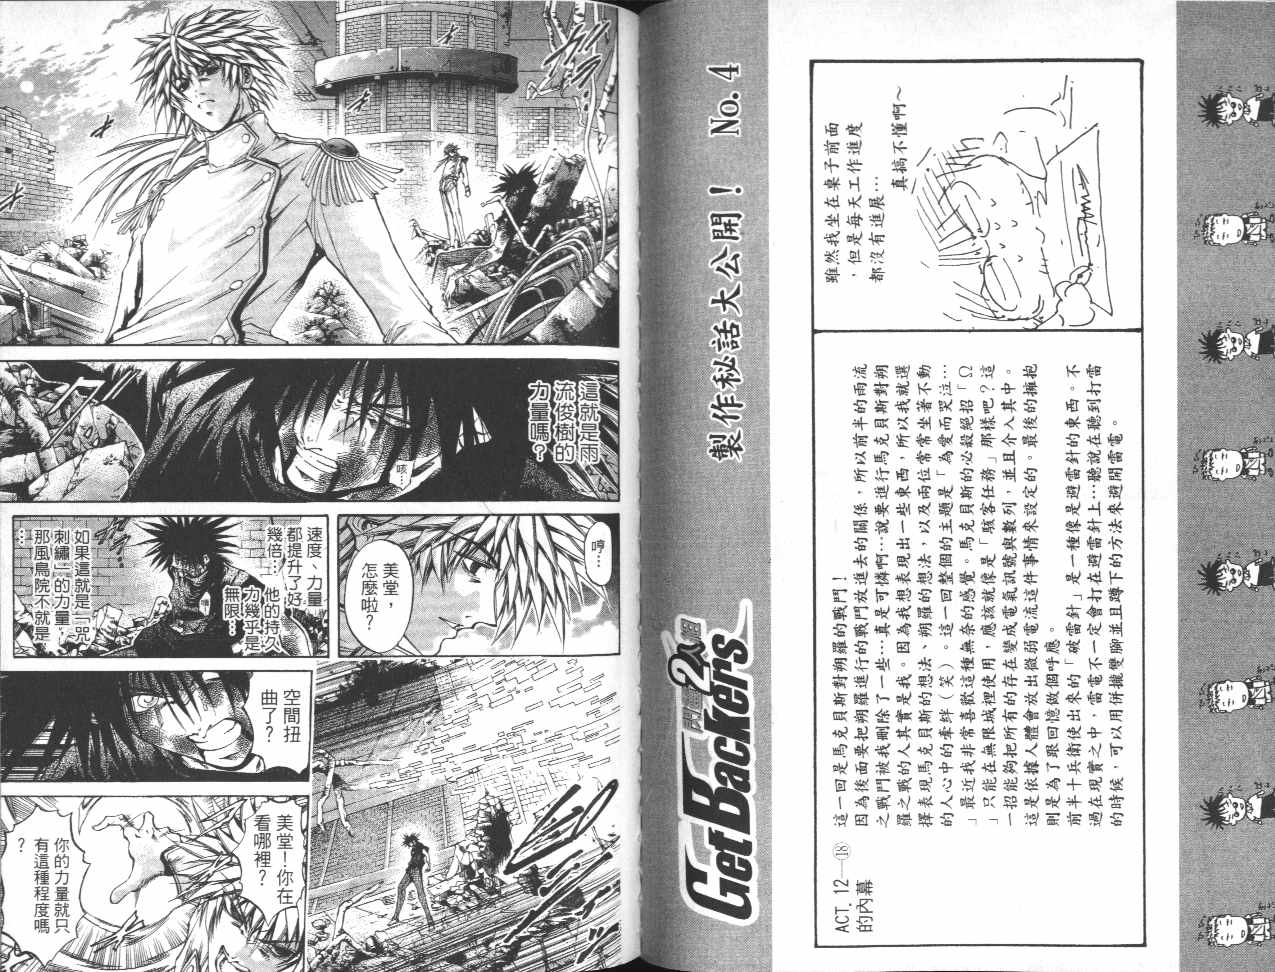 製作秘話大公開！ No. 4
閃靈2人組
GetBackers
雖然我坐在桌子前面
，但是每天工作進度
都沒有進展…
真搞不懂啊～
ACT. 12—⑱
的內幕
這一回是馬克貝斯對朔羅的戰鬥！
因為後面要把朔羅進行的戰鬥放進去的關係，所以前半的雨流
之戰鬥被我刪除了一些…真是可憐啊…說要進行馬克貝斯對朔
羅之戰的人其實是我。因為我想表現出一些東西，所以我就選
擇表現馬克貝斯的想法、朔羅的想法，以及兩位常常坐著不動
的人心中的牽絆（笑）。這一回整個的主題是「為愛而哭泣…
」最近我非常喜歡這種無奈的感覺。馬克貝斯的必殺絕招「Ω
」只能在無限城裡使用，應該就像是「駭客任務」那樣吧？這
一招能夠把所有的存在變成電氣訊號與數列，並且介入其中。
這是依據人體會放出微弱電流這件事情來設定的。最後的擁抱
則是為了跟回憶做個呼應。
前半十兵衛使出來的「破雷針」是一種像是避雷針的東西。不
過在現實之中，雷電不一定會打在避雷針上…聽說在聽到打雷
的時候，可以用併攏雙腳並且蹲下的方法來避開雷電。
這就是雨
流俊樹的
力量嗎？
咳…
哼…
美堂，
怎麼啦？
速度、力量
都提升了好
幾倍…
他的持久
力幾乎是
無限…
如果這就是「咒
刺繡」的力量，
那風鳥院不就是
…
空間扭
曲了？
美堂！你在
看哪裡？
你的力量就只
有這種程度嗎
？